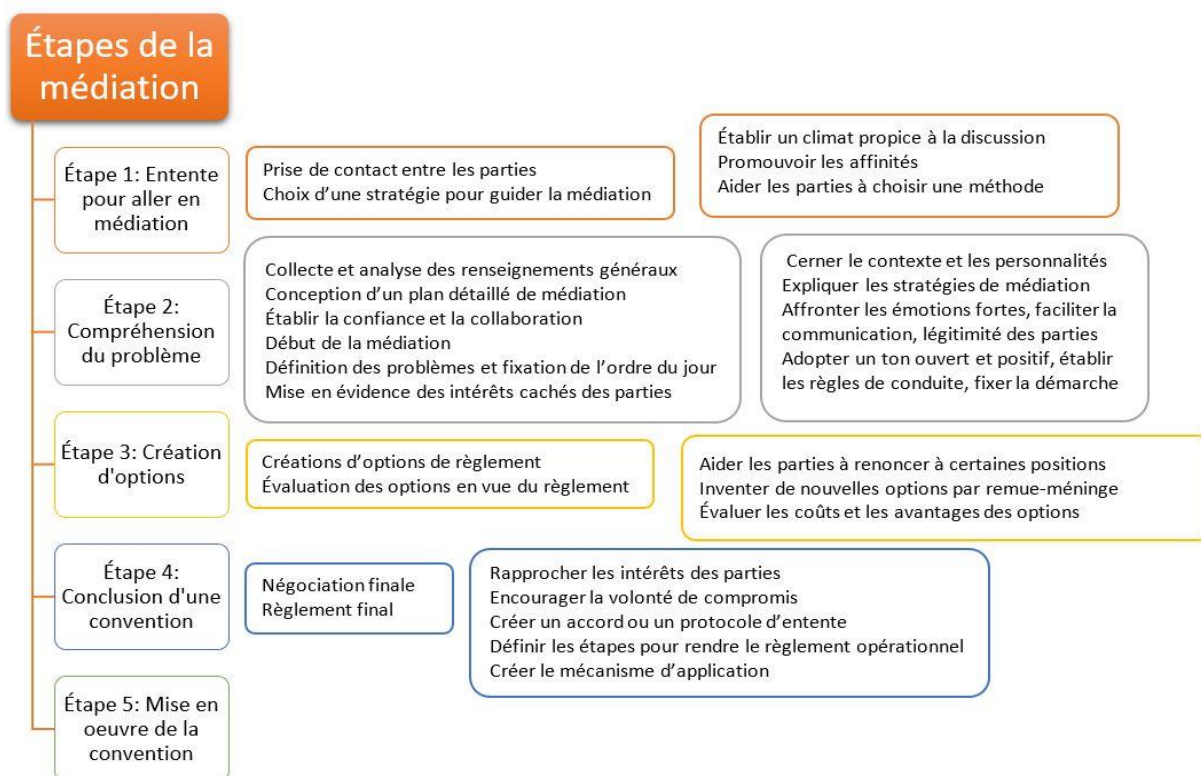 Étapes de la
médiation
Étape 1: Entente
pour aller en
médiation
Prise de contact entre les parties
Choix d'une stratégie pour guider la médiation
Établir un climat propice à la discussion
Promouvoir les affinités
Aider les parties à choisir une méthode
Étape 2:
Compréhension
du problème
Collecte et analyse des renseignements généraux
Conception d'un plan détaillé de médiation
Établir la confiance et la collaboration
Début de la médiation
Définition des problèmes et fixation de l'ordre du jour
Mise en évidence des intérêts cachés des parties
Cerner le contexte et les personnalités
Expliquer les stratégies de médiation
Affronter les émotions fortes, faciliter la
communication, légitimité des parties
Adopter un ton ouvert et positif, établir
les règles de conduite, fixer la démarche
Étape 3: Création
d'options
Créations d'options de règlement
Évaluation des options en vue du règlement
Aider les parties à renoncer à certaines positions
Inventer de nouvelles options par remue-méninge
Évaluer les coûts et les avantages des options
Étape 4:
Conclusion d'une
convention
Négociation finale
Règlement final
Rapprocher les intérêts des parties
Encourager la volonté de compromis
Créer un accord ou un protocole d'entente
Définir les étapes pour rendre le règlement opérationnel
Créer le mécanisme d'application
Étape 5: Mise en
oeuvre de la
convention